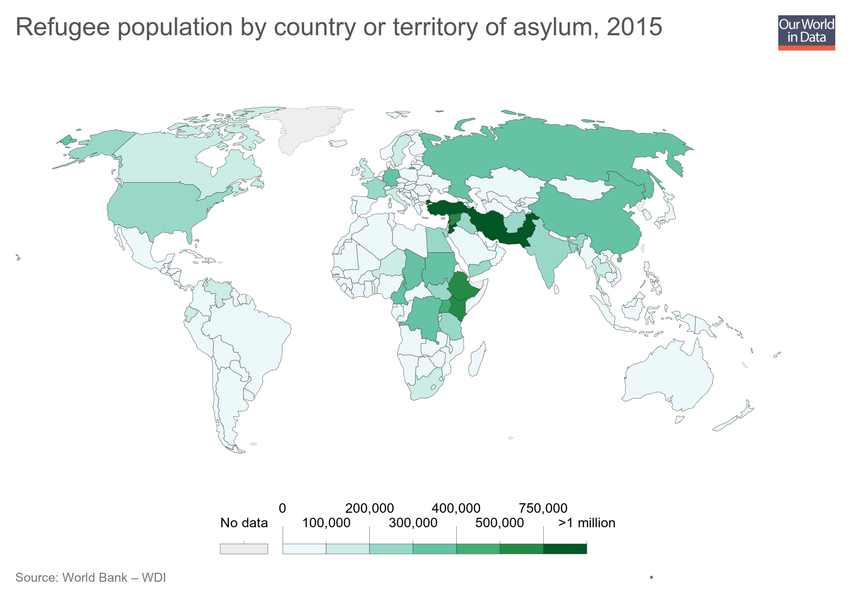 Refugee population by country or territory of asylum, 2015
Our World
in Data
0 200,000 400,000 750,000
No data 100,000 300,000 500,000 >1 million
Source: World Bank – WDI